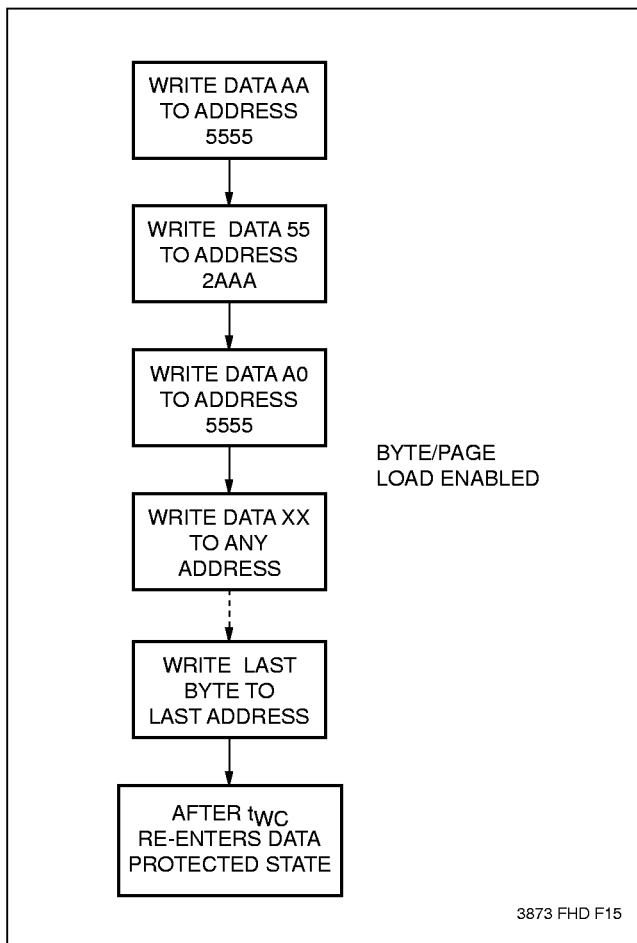 WRITE DATA AA
TO ADDRESS
5555
WRITE DATA 55
TO ADDRESS
2AAA
WRITE DATA A0
TO ADDRESS
5555
BYTE/PAGE
LOAD ENABLED
WRITE DATA XX
TO ANY
ADDRESS
WRITE LAST
BYTE TO
LAST ADDRESS
AFTER tWC
RE-ENTERS DATA
PROTECTED STATE
3873 FHD F15